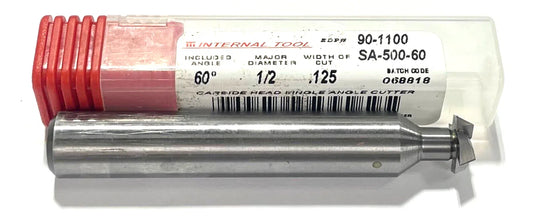 INTERNAL TOOL EDP# 90-1100
INCLUDED ANGLE MAJOR DIAMETER WIDTH OF CUT SA-500-60
60° 1/2 .125 BATCH CODE
068818
CARBIDE HEAD SINGLE ANGLE CUTTER